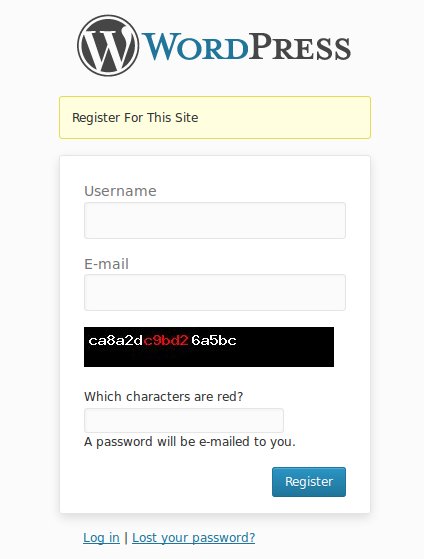 WORDPRESS
Register For This Site
Username
E-mail
ca8a2dc9bd26a5bc
Which characters are red?
A password will be e-mailed to you.
Register
Log in | Lost your password?